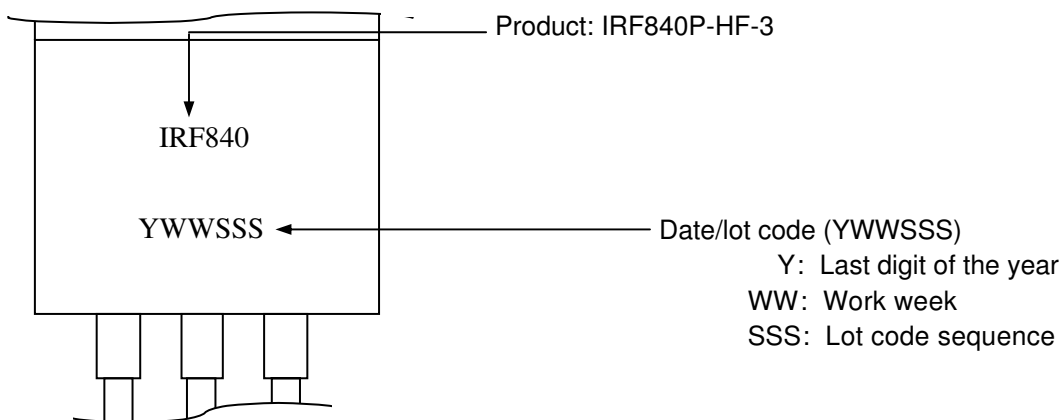 Product: IRF840P-HF-3
IRF840
YWWSSS
Date/lot code (YWWSSS)
Y: Last digit of the year
WW: Work week
SSS: Lot code sequence